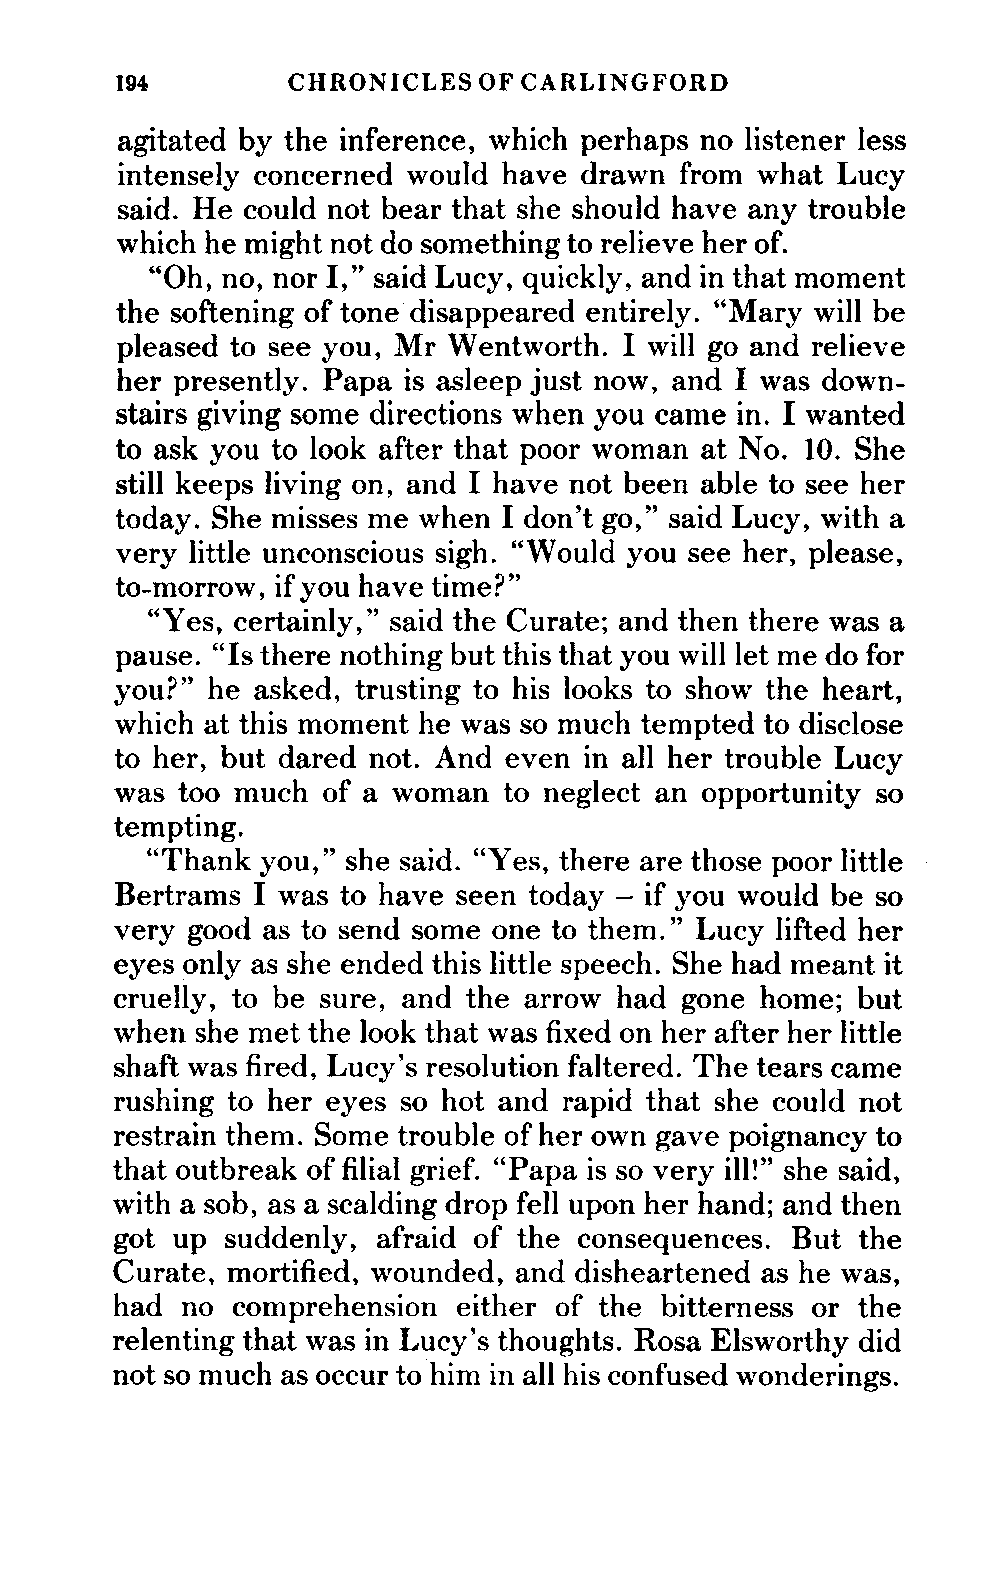 194 CHRONICLES OF CARLINGFORD
agitated by the inference, which perhaps no listener less
intensely concerned would have drawn from what Lucy
said. He could not bear that she should have any trouble
which he might not do something to relieve her of.
“Oh, no, nor I,” said Lucy, quickly, and in that moment
the softening of tone disappeared entirely. “Mary will be
pleased to see you, Mr Wentworth. I will go and relieve
her presently. Papa is asleep just now, and I was down-
stairs giving some directions when you came in. I wanted
to ask you to look after that poor woman at No. 10. She
still keeps living on, and I have not been able to see her
today. She misses me when I don’t go,” said Lucy, with a
very little unconscious sigh. “Would you see her, please,
to-morrow, if you have time?”
“Yes, certainly,” said the Curate; and then there was a
pause. “Is there nothing but this that you will let me do for
you?” he asked, trusting to his looks to show the heart,
which at this moment he was so much tempted to disclose
to her, but dared not. And even in all her trouble Lucy
was too much of a woman to neglect an opportunity so
tempting.
“Thank you,” she said. “Yes, there are those poor little
Bertrams I was to have seen today – if you would be so
very good as to send some one to them.” Lucy lifted her
eyes only as she ended this little speech. She had meant it
cruelly, to be sure, and the arrow had gone home; but
when she met the look that was fixed on her after her little
shaft was fired, Lucy’s resolution faltered. The tears came
rushing to her eyes so hot and rapid that she could not
restrain them. Some trouble of her own gave poignancy to
that outbreak of filial grief. “Papa is so very ill!” she said,
with a sob, as a scalding drop fell upon her hand; and then
got up suddenly, afraid of the consequences. But the
Curate, mortified, wounded, and disheartened as he was,
had no comprehension either of the bitterness or the
relenting that was in Lucy’s thoughts. Rosa Elsworthy did
not so much as occur to him in all his confused wonderings.